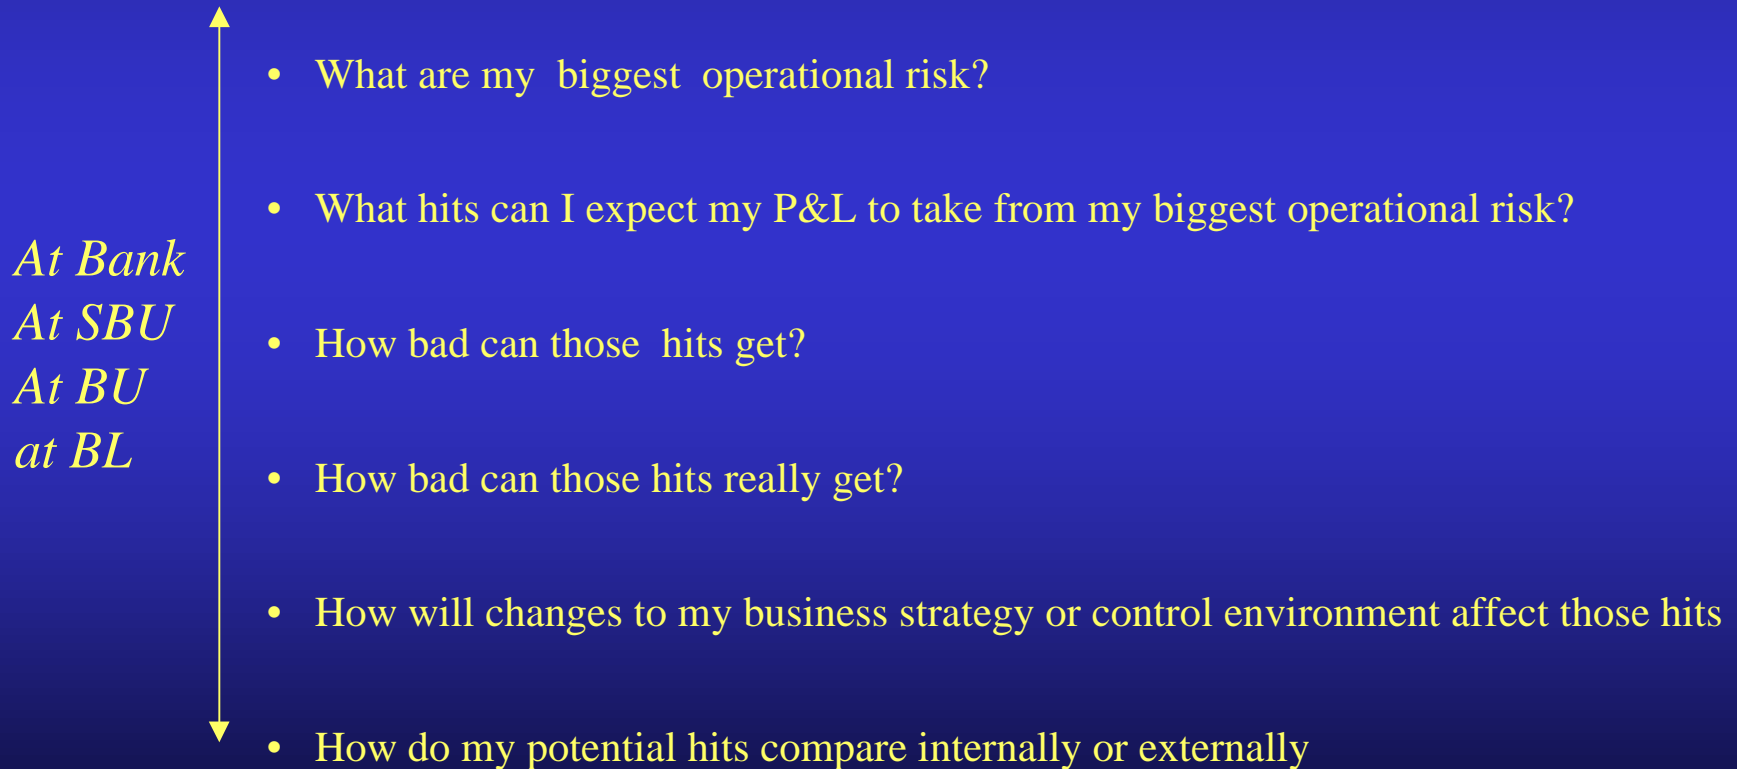 • What are my biggest operational risk?
• What hits can I expect my P&L to take from my biggest operational risk?
At Bank
At SBU
At BU
at BL
• How bad can those hits get?
• How bad can those hits really get?
• How will changes to my business strategy or control environment affect those hits
• How do my potential hits compare internally or externally